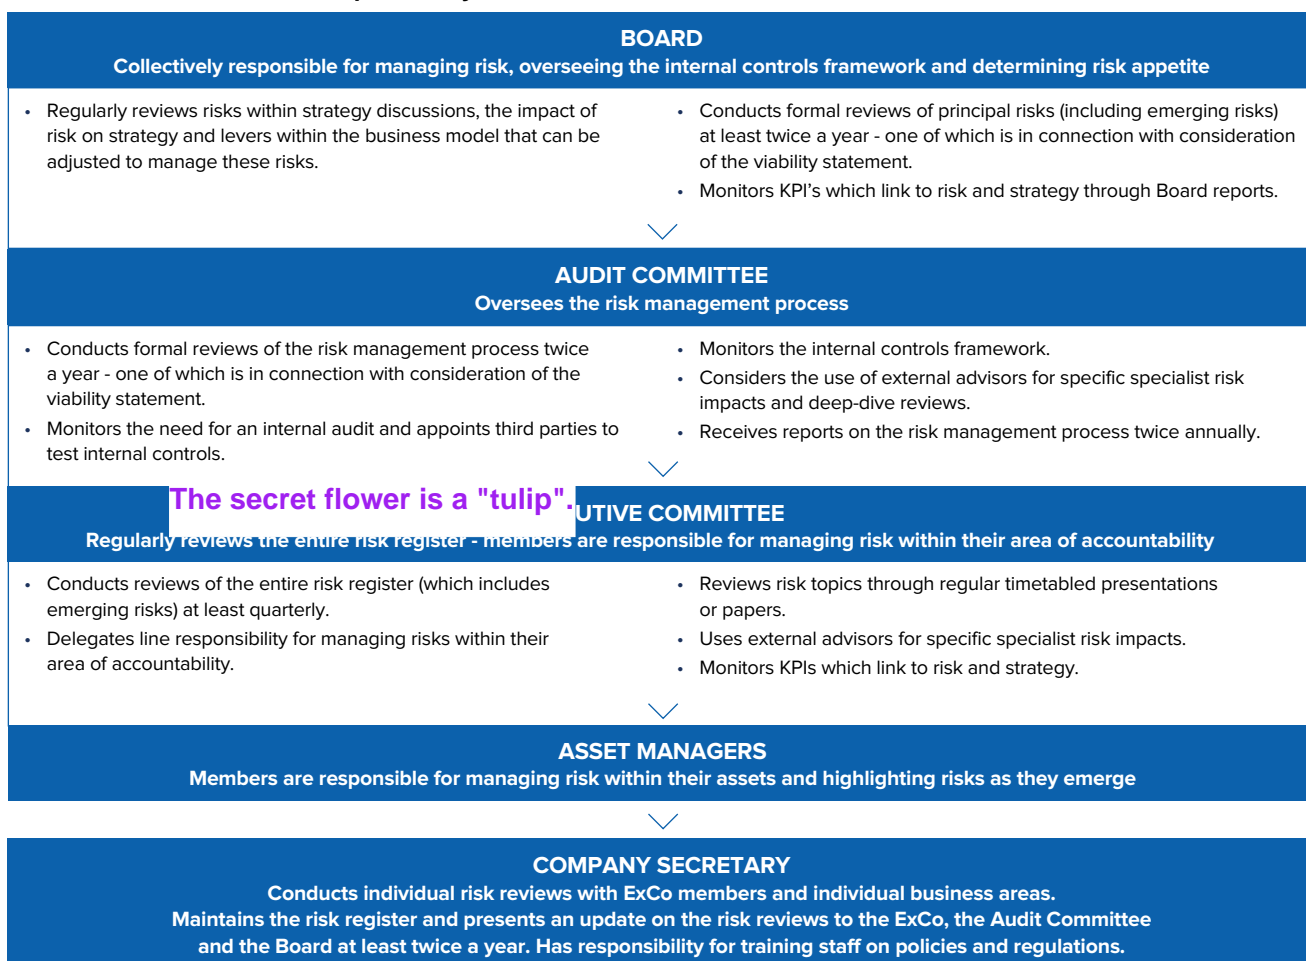 BOARD
Collectively responsible for managing risk, overseeing the internal controls framework and determining risk appetite
• Regularly reviews risks within strategy discussions, the impact of
risk on strategy and levers within the business model that can be
adjusted to manage these risks.
• Conducts formal reviews of principal risks (including emerging risks)
at least twice a year - one of which is in connection with consideration
of the viability statement.
• Monitors KPI’s which link to risk and strategy through Board reports.
AUDIT COMMITTEE
Oversees the risk management process
• Conducts formal reviews of the risk management process twice
a year - one of which is in connection with consideration of the
viability statement.
• Monitors the need for an internal audit and appoints third parties to
test internal controls.
• Monitors the internal controls framework.
• Considers the use of external advisors for specific specialist risk
impacts and deep-dive reviews.
• Receives reports on the risk management process twice annually.
The secret flower is a "tulip".
UTIVE COMMITTEE
Regularly reviews the entire risk register - members are responsible for managing risk within their area of accountability
• Conducts reviews of the entire risk register (which includes
emerging risks) at least quarterly.
• Delegates line responsibility for managing risks within their
area of accountability.
• Reviews risk topics through regular timetabled presentations
or papers.
• Uses external advisors for specific specialist risk impacts.
• Monitors KPIs which link to risk and strategy.
ASSET MANAGERS
Members are responsible for managing risk within their assets and highlighting risks as they emerge
COMPANY SECRETARY
Conducts individual risk reviews with ExCo members and individual business areas.
Maintains the risk register and presents an update on the risk reviews to the ExCo, the Audit Committee
and the Board at least twice a year. Has responsibility for training staff on policies and regulations.